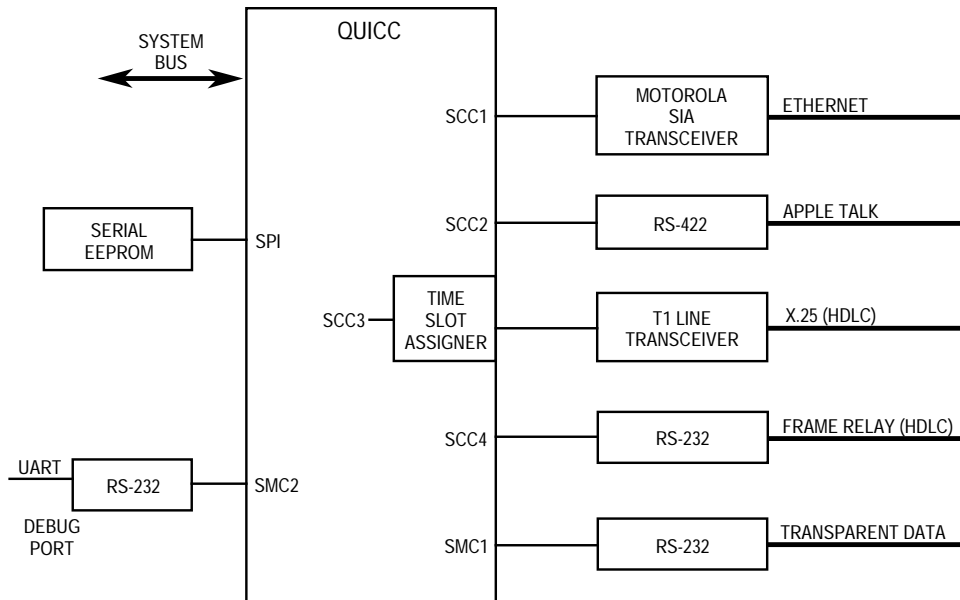 QUICC
SYSTEM
BUS
SCC1
MOTOROLA
SIA
TRANSCEIVER
ETHERNET
SERIAL
EEPROM
SPI
SCC2
RS-422
APPLE TALK
SCC3
TIME
SLOT
ASSIGNER
T1 LINE
TRANSCEIVER
X.25 (HDLC)
SCC4
RS-232
FRAME RELAY (HDLC)
UART
RS-232
SMC2
DEBUG
PORT
SMC1
RS-232
TRANSPARENT DATA